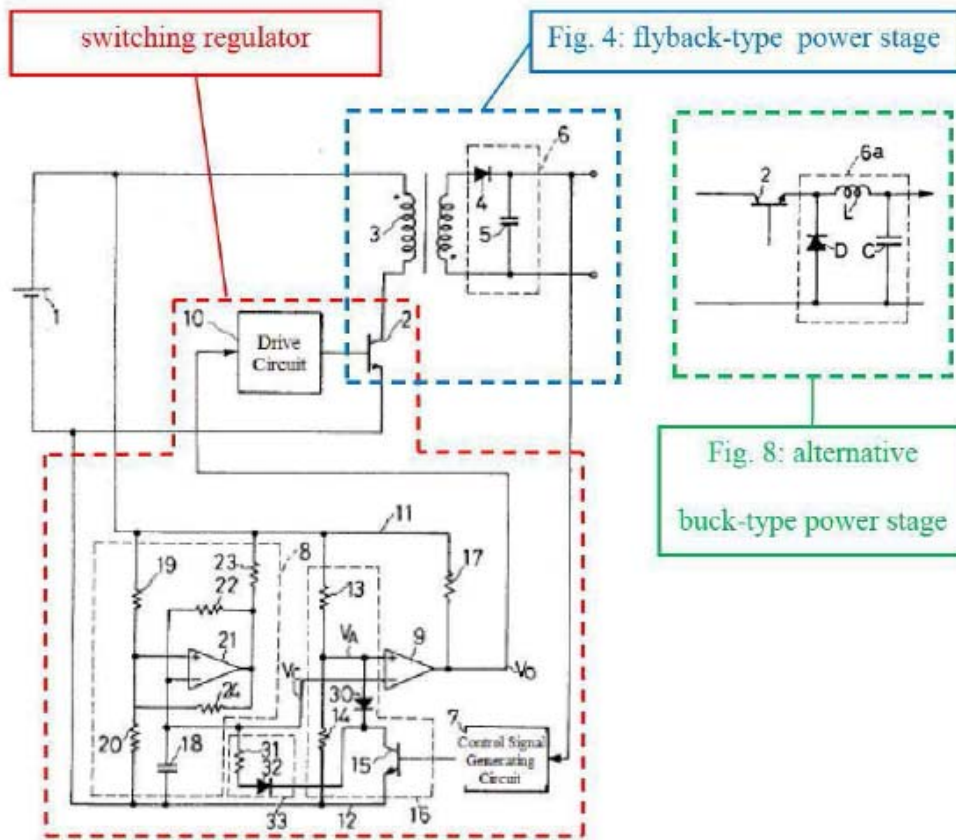 switching regulator
Fig. 4: flyback-type power stage
6
4
3
5
1
10
Drive
Circuit
2
6a
2
L
D
C
Fig. 8: alternative
buck-type power stage
11
8
19
23
22
13
17
21
VA
9
VC
30
VO
24
14
7
Control Signal
Generating
Circuit
20
18
31
32
15
33
12
16